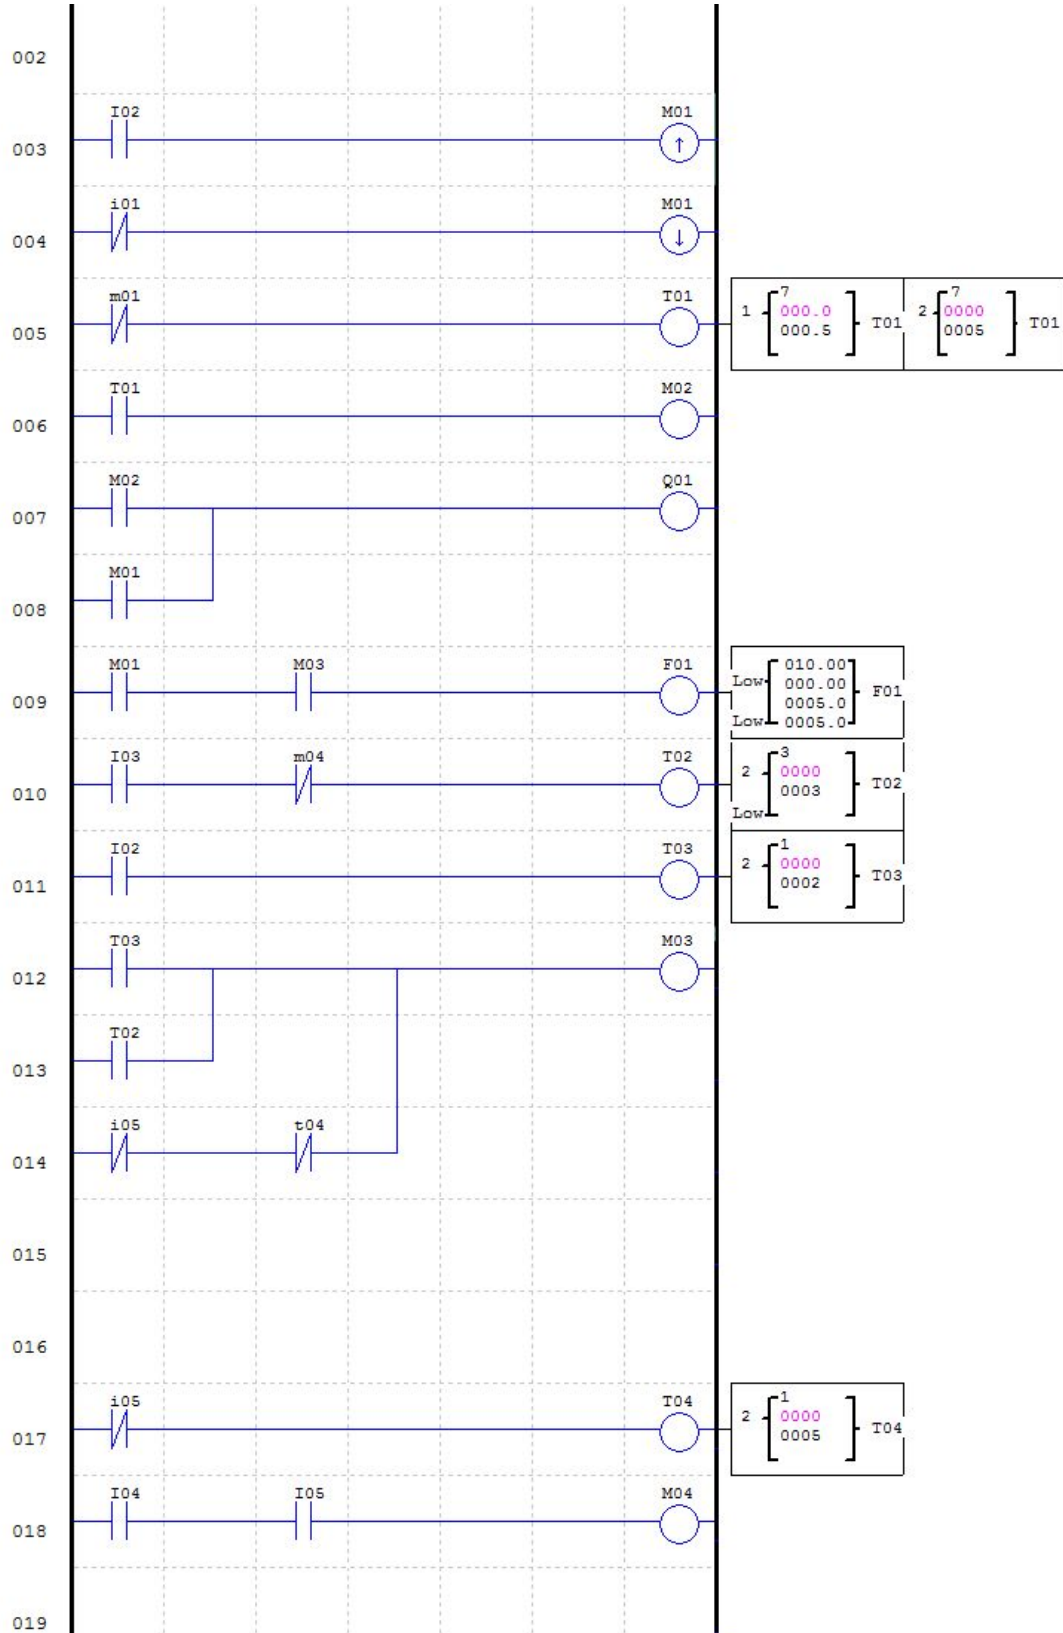 002
I02 M01
003 ↑
i01 M01
004 ↓
m01 T01
005
1 7 000.0 000.5 T01
2 7 0000 0005 T01
T01 M02
006
M02 Q01
007
M01
008
M01 M03 F01
009
Low 010.00
000.00 F01
0005.0
Low 0005.0
I03 m04 T02
010
2 3 0000 0003 T02
Low
I02 T03
011
2 1 0000 0002 T03
T03 M03
012
T02
013
i05 t04
014
015
016
i05 T04
017
2 1 0000 0005 T04
I04 I05 M04
018
019